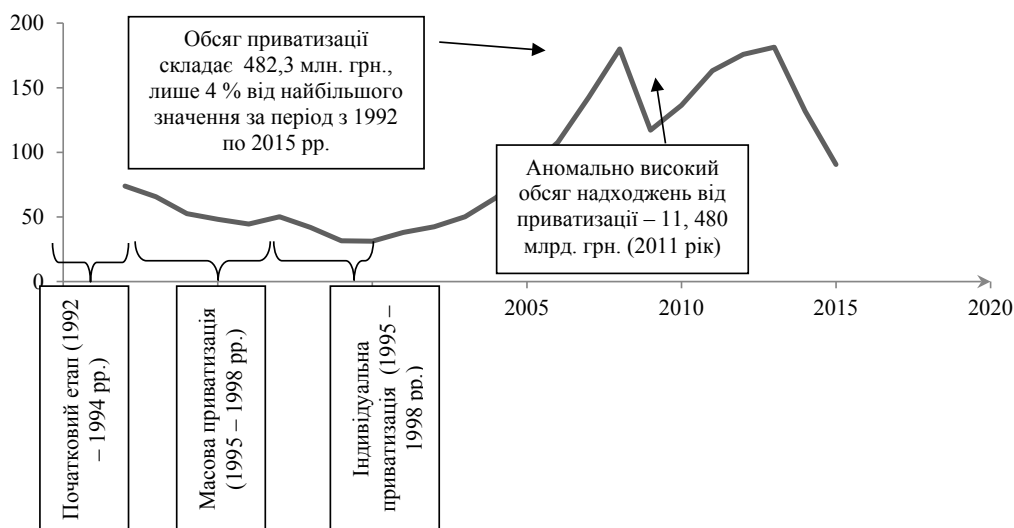 200
150
100
50
0
Обсяг приватизації
складає 482,3 млн. грн.,
лише 4 % від найбільшого
значення за період з 1992
по 2015 рр.
Аномально високий
обсяг надходжень від
приватизації – 11, 480
млрд. грн. (2011 рік)
2005
2010
2015
2020
Початковий етап (1992
– 1994 рр.)
Масова приватизація
(1995 – 1998 рр.)
Індивідуальна
приватизація (1995 –
1998 рр.)